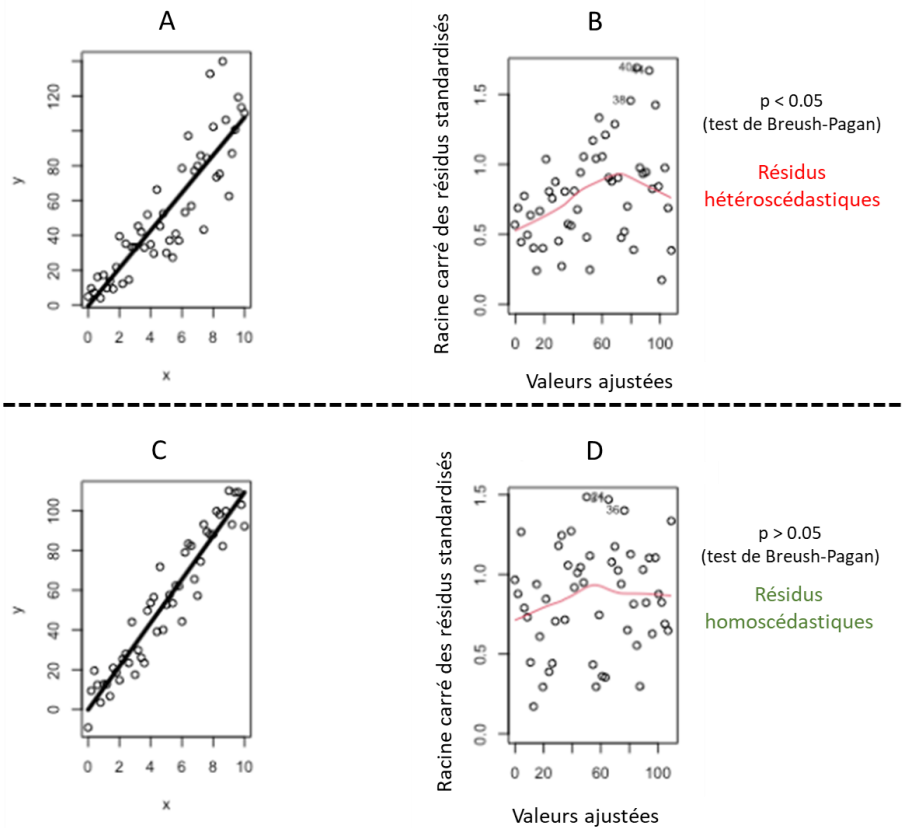 A
y
0 20 40 60 80 120
0 2 4 6 8 10
x
B
Racine carré des résidus standardisés
0.0 0.5 1.0 1.5
40
38
0 20 60 100
Valeurs ajustées
p < 0.05
(test de Breush-Pagan)
Résidus
hétéroscédastiques
C
y
0 20 40 60 80 100
0 2 4 6 8 10
x
D
Racine carré des résidus standardisés
0.0 0.5 1.0 1.5
36
0 20 60 100
Valeurs ajustées
p > 0.05
(test de Breush-Pagan)
Résidus
homoscédastiques